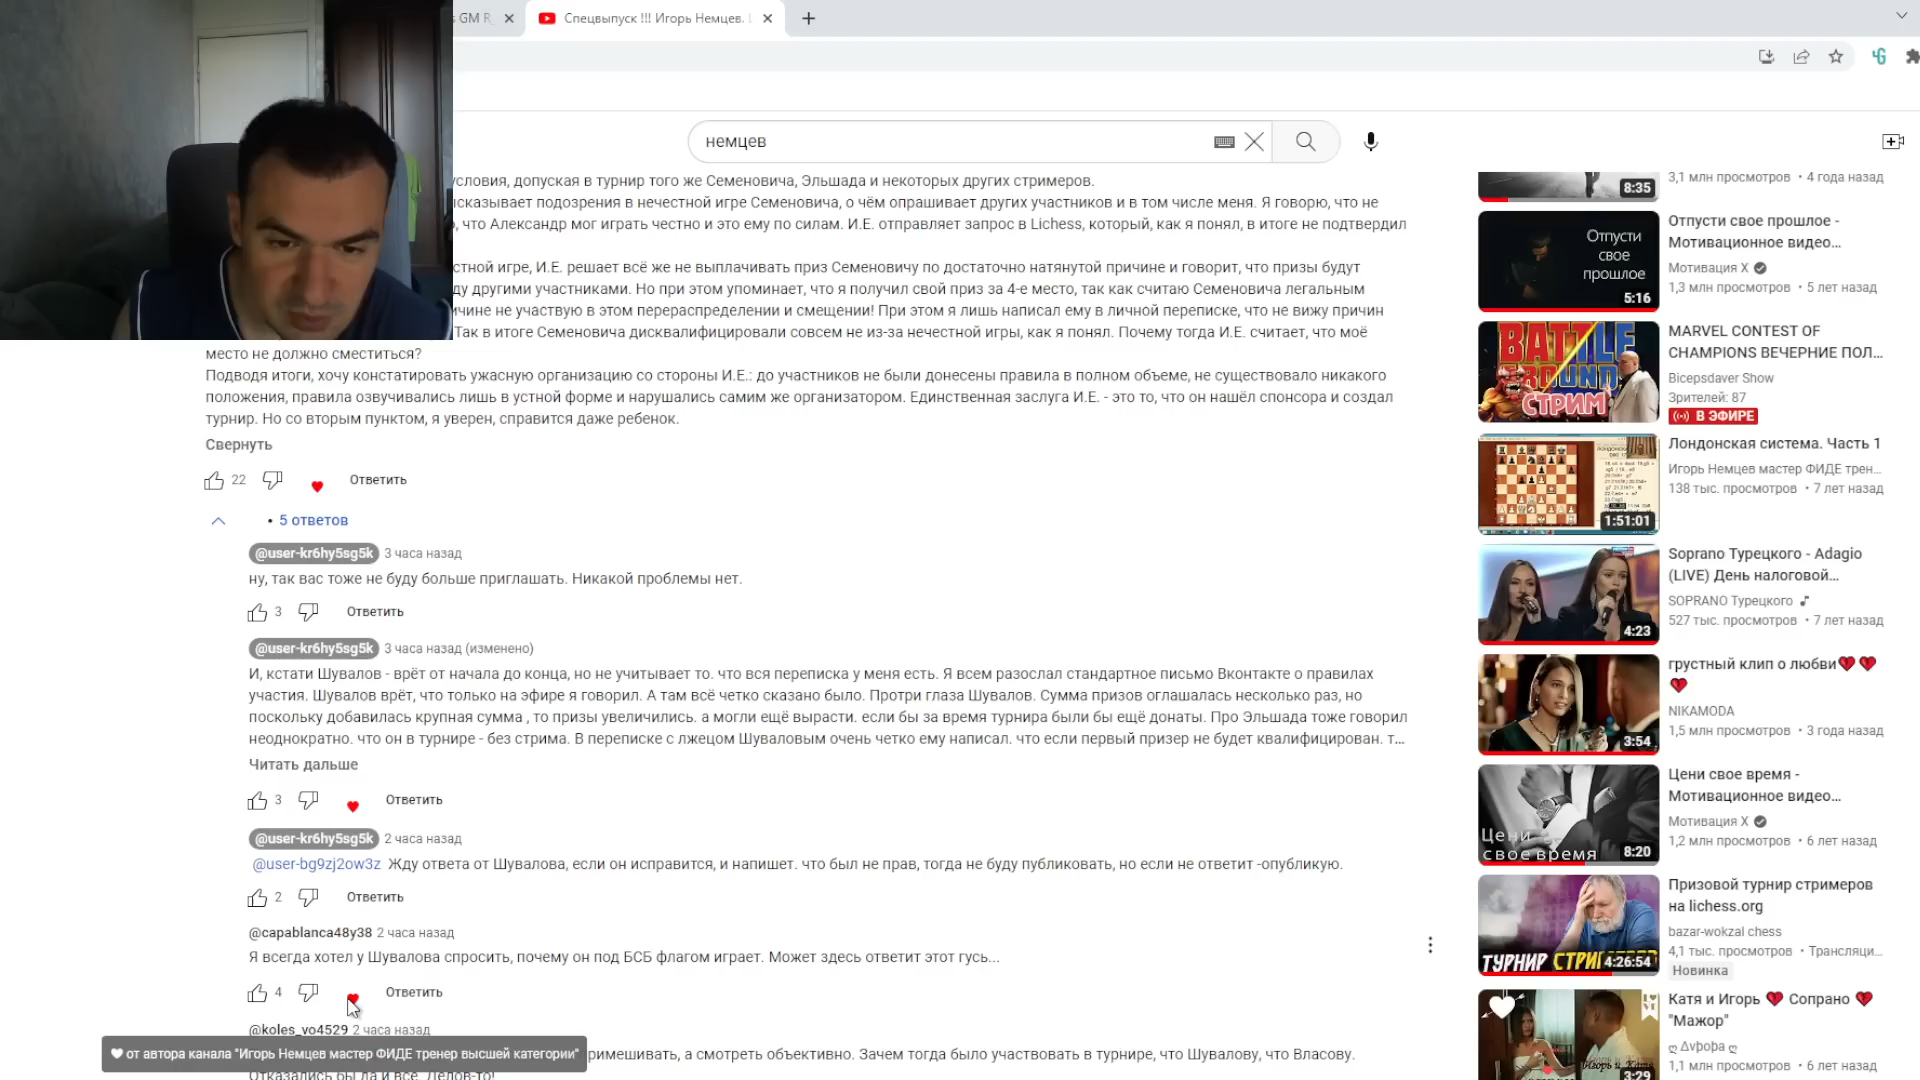 GM R
Спецвыпуск !!! Игорь Немцев.
немцев
условия, допуская в турнир того же Семеновича, Эльшада и некоторых других стримеров.
ысказывает подозрения в нечестной игре Семеновича, о чём опрашивает других участников и в том числе меня. Я говорю, что не
, что Александр мог играть честно и это ему по силам. И.Е. отправляет запрос в Lichess, который, как я понял, в итоге не подтвердил
стной игре, И.Е. решает всё же не выплачивать приз Семеновичу по достаточно натянутой причине и говорит, что призы будут
ду другими участниками. Но при этом упоминает, что я получил свой приз за 4-е место, так как считаю Семеновича легальным
ичине не участвую в этом перераспределении и смещении! При этом я лишь написал ему в личной переписке, что не вижу причин
Так в итоге Семеновича дисквалифицировали совсем не из-за нечестной игры, как я понял. Почему тогда И.Е. считает, что моё
место не должно сместиться?
Подводя итоги, хочу констатировать ужасную организацию со стороны И.Е.: до участников не были донесены правила в полном объеме, не существовало никакого
положения, правила озвучивались лишь в устной форме и нарушались самим же организатором. Единственная заслуга И.Е. - это то, что он нашёл спонсора и создал
турнир. Но со вторым пунктом, я уверен, справится даже ребенок.
Свернуть
22 Ответить
• 5 ответов
@user-kr6hy5sg5k 3 часа назад
ну, так вас тоже не буду больше приглашать. Никакой проблемы нет.
3 Ответить
@user-kr6hy5sg5k 3 часа назад (изменено)
И, кстати Шувалов - врёт от начала до конца, но не учитывает то. что вся переписка у меня есть. Я всем разослал стандартное письмо Вконтакте о правилах
участия. Шувалов врёт, что только на эфире я говорил. А там всё четко сказано было. Протри глаза Шувалов. Сумма призов оглашалась несколько раз, но
поскольку добавилась крупная сумма , то призы увеличились. а могли ещё вырасти. если бы за время турнира были бы ещё донаты. Про Эльшада тоже говорил
неоднократно. что он в турнире - без стрима. В переписке с лжецом Шуваловым очень четко ему написал. что если первый призер не будет квалифицирован. т...
Читать дальше
3 Ответить
@user-kr6hy5sg5k 2 часа назад
@user-bg9zj2ow3z Жду ответа от Шувалова, если он исправится, и напишет. что был не прав, тогда не буду публиковать, но если не ответит -опубликую.
2 Ответить
@capablanca48y38 2 часа назад
Я всегда хотел у Шувалова спросить, почему он под БСБ флагом играет. Может здесь ответит этот гусь...
4 Ответить
@koles_vo4529 2 часа назад
от автора канала "Игорь Немцев мастер ФИДЕ тренер высшей категории"
римешивать, а смотреть объективно. Зачем тогда было участвовать в турнире, что Шувалову, что Власову.
Отказались бы да и все. Делов-то!
8:35
3,1 млн просмотров • 4 года назад
Отпусти
свое
прошлое
5:16
Отпусти свое прошлое -
Мотивационное видео...
Мотивация X
1,3 млн просмотров • 5 лет назад
BATTLE
GROUNDS
СТРИМ
MARVEL CONTEST OF
CHAMPIONS ВЕЧЕРНИЕ ПОЛ...
Bicepsdaver Show
Зрителей: 87
В ЭФИРЕ
1:51:01
Лондонская система. Часть 1
Игорь Немцев мастер ФИДЕ трен...
138 тыс. просмотров • 7 лет назад
4:23
Soprano Турецкого - Adagio
(LIVE) День налоговой...
SOPRANO Турецкого
527 тыс. просмотров • 7 лет назад
3:54
грустный клип о любви
NIKAMODA
1,5 млн просмотров • 3 года назад
Цени
свое время
8:20
Цени свое время -
Мотивационное видео...
Мотивация X
1,2 млн просмотров • 6 лет назад
ТУРНИР СТРИ
4:26:54
Призовой турнир стримеров
на lichess.org
bazar-wokzal chess
4,1 тыс. просмотров • Трансляци...
Новинка
3:29
Катя и Игорь Сопрано
"Мажор"
1,1 млн просмотров • 6 лет назад